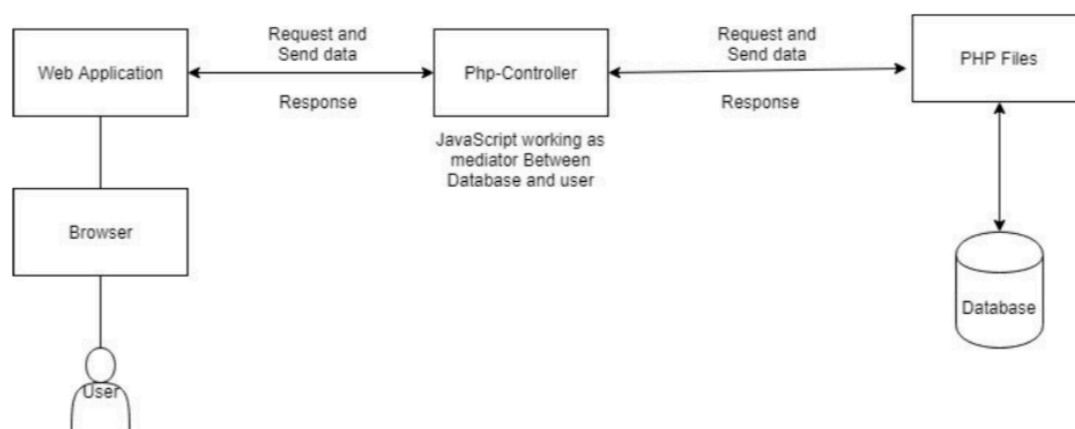 Web Application
Request and
Send data
Response
Php-Controller
JavaScript working as
mediator Between
Database and user
Request and
Send data
Response
PHP Files
Browser
Database
User